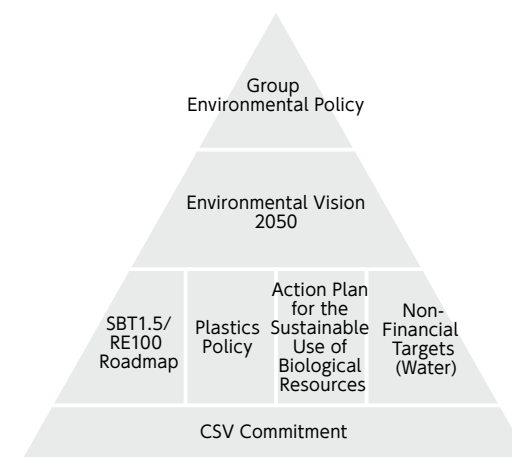 Group
Environmental Policy
Environmental Vision
2050
SBT1.5/
RE100
Roadmap
Plastics
Policy
Action Plan
for the
Sustainable
Use of
Biological
Resources
Non-
Financial
Targets
(Water)
CSV Commitment